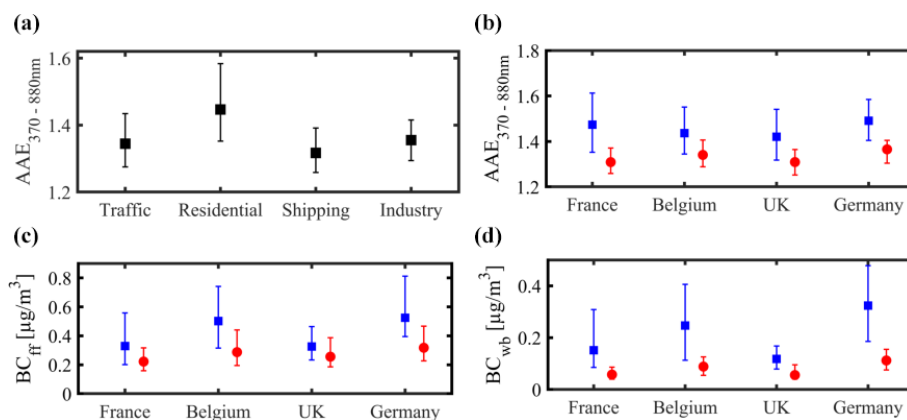 (a)
AAE370 - 880nm
1.6
1.4
1.2
Traffic Residential Shipping Industry
(b)
AAE370 - 880nm
1.8
1.6
1.4
1.2
France Belgium UK Germany
(c)
BCff [µg/m³]
0.8
0.6
0.4
0.2
0
France Belgium UK Germany
(d)
BCwb [µg/m³]
0.4
0.2
0
France Belgium UK Germany